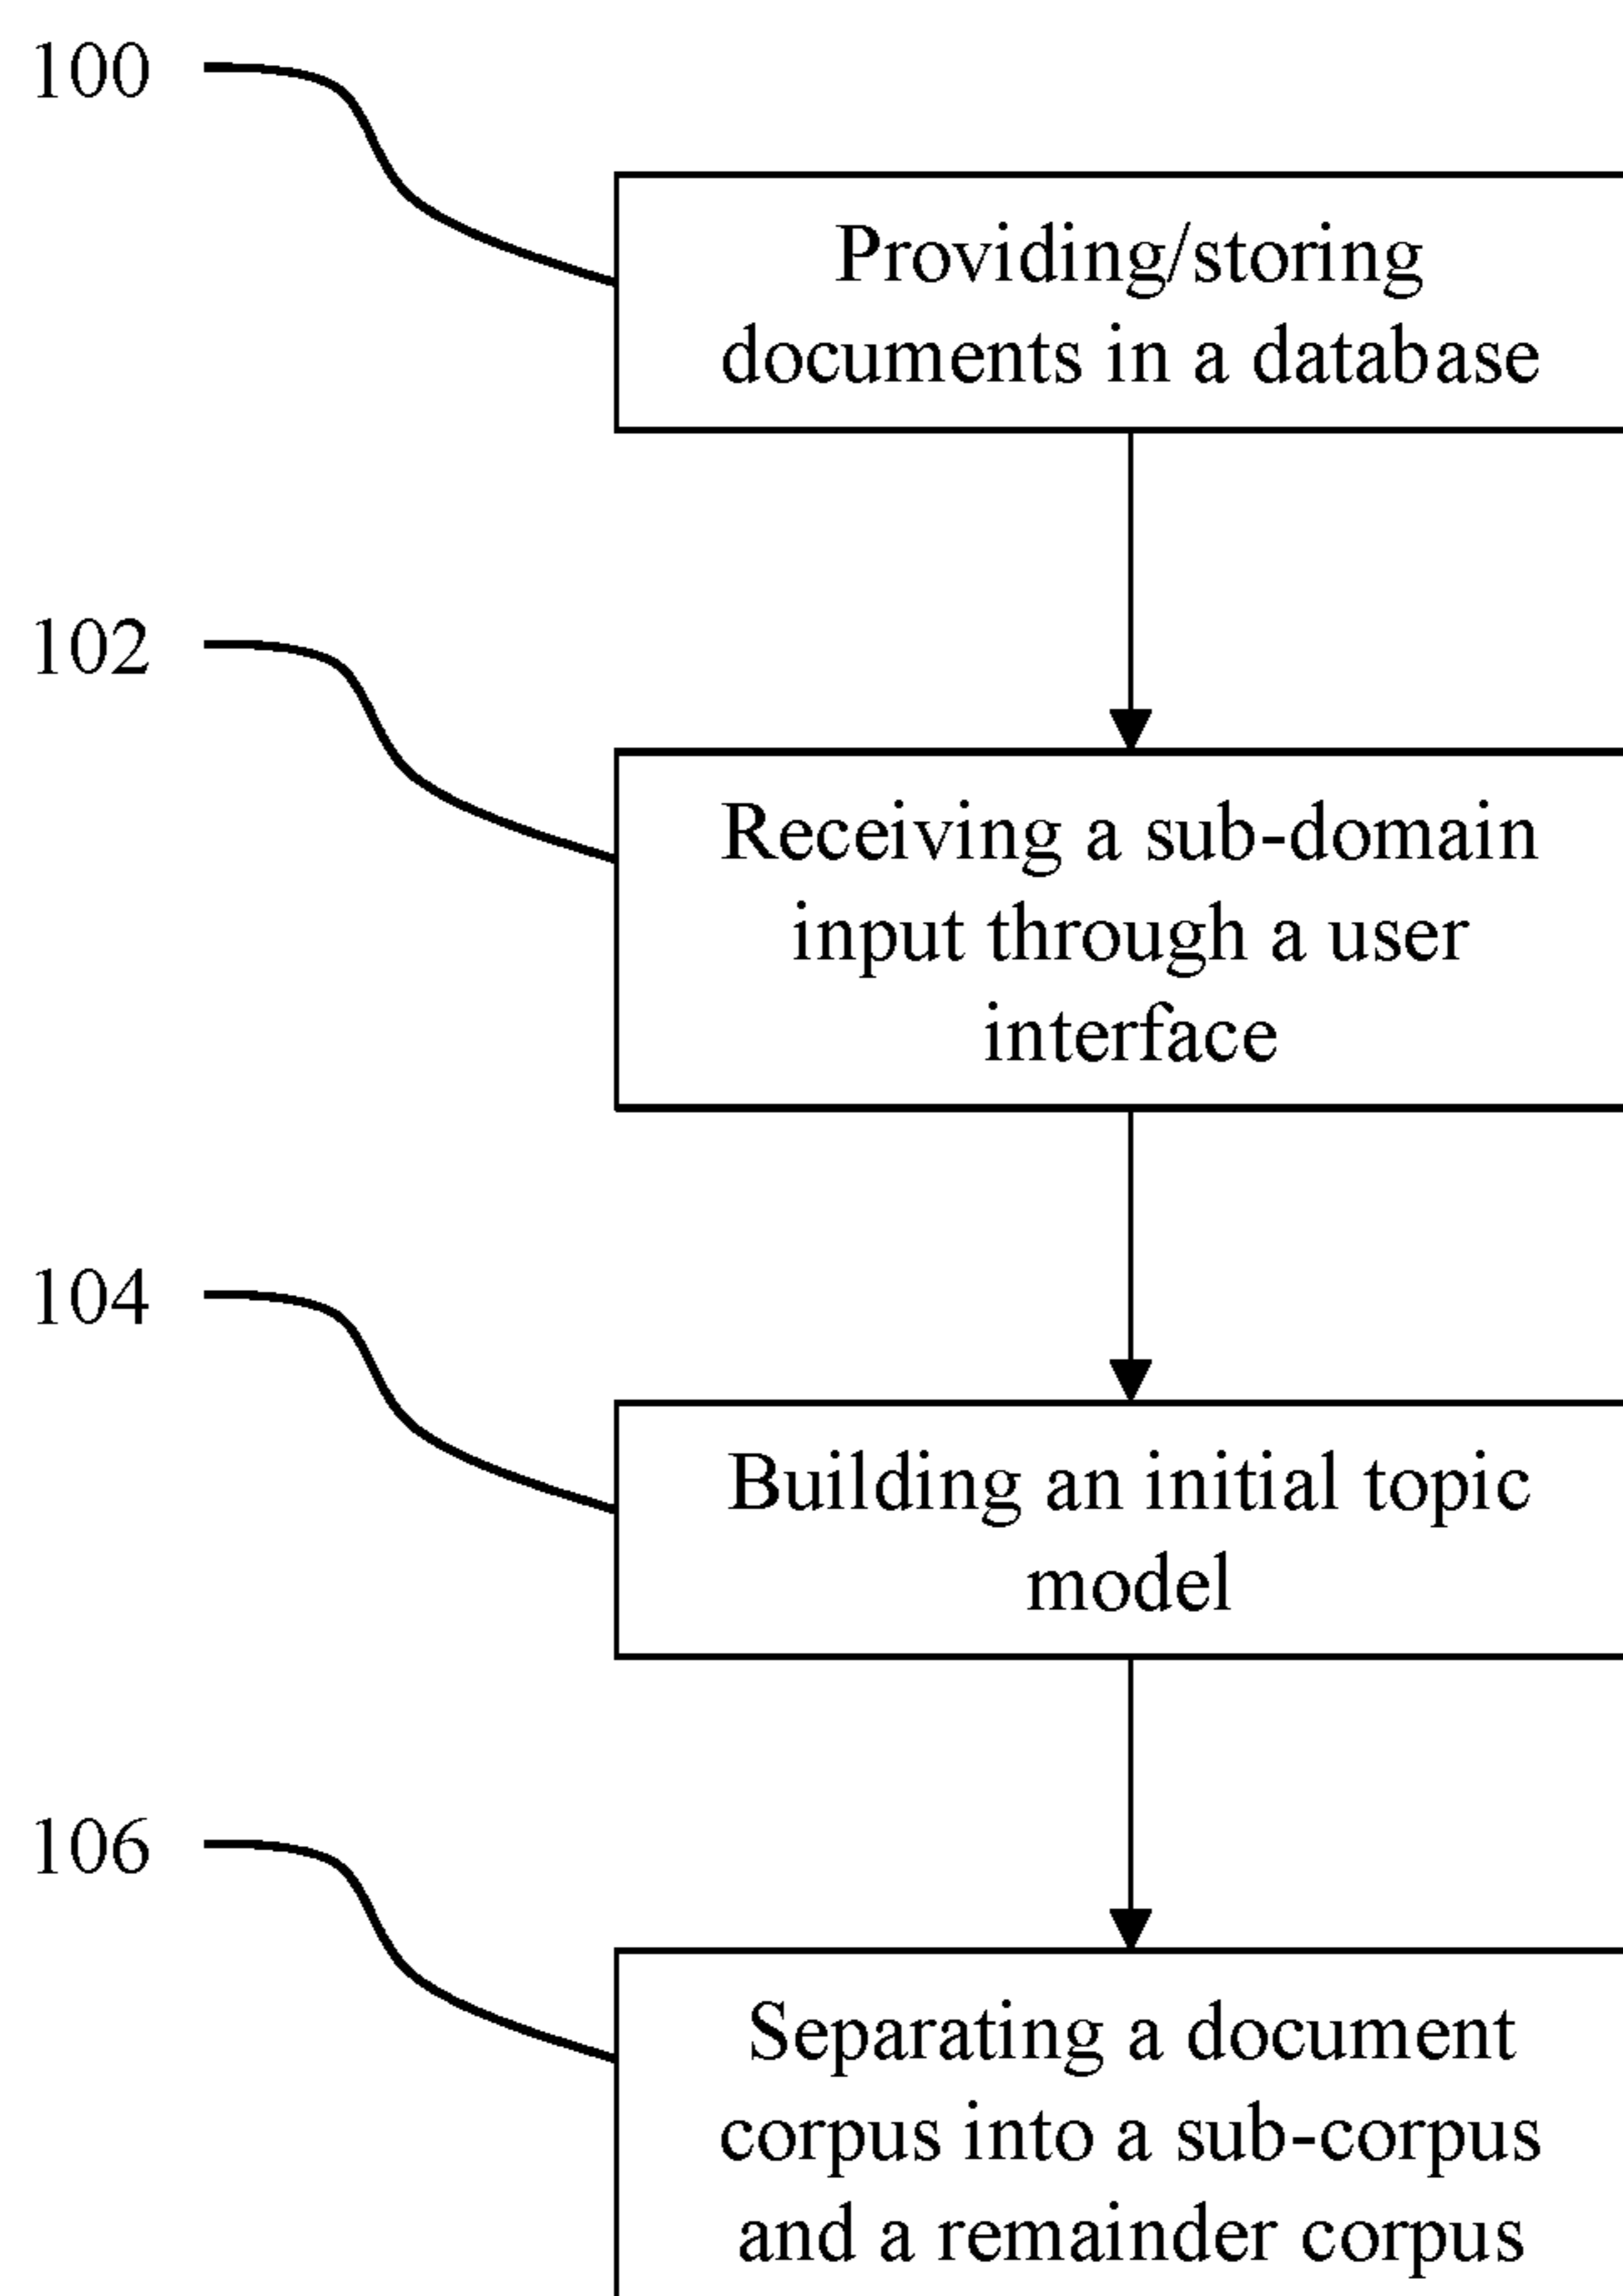 100
Providing/storing
documents in a database
102
Receiving a sub-domain
input through a user
interface
104
Building an initial topic
model
106
Separating a document
corpus into a sub-corpus
and a remainder corpus